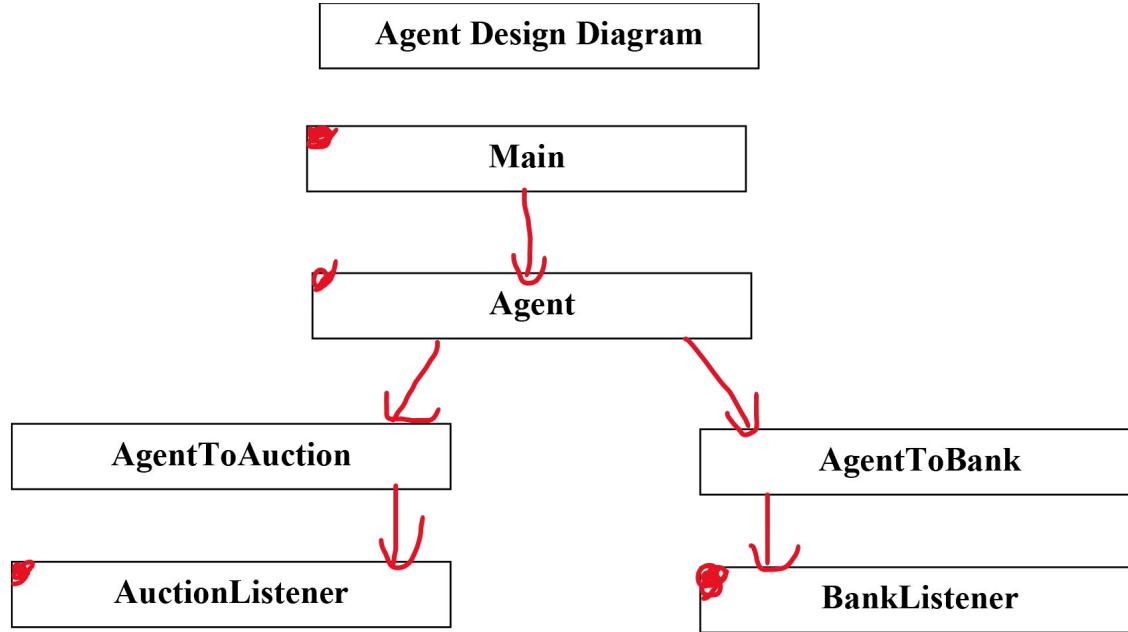 Agent Design Diagram
Main
Agent
AgentToAuction
AgentToBank
AuctionListener
BankListener